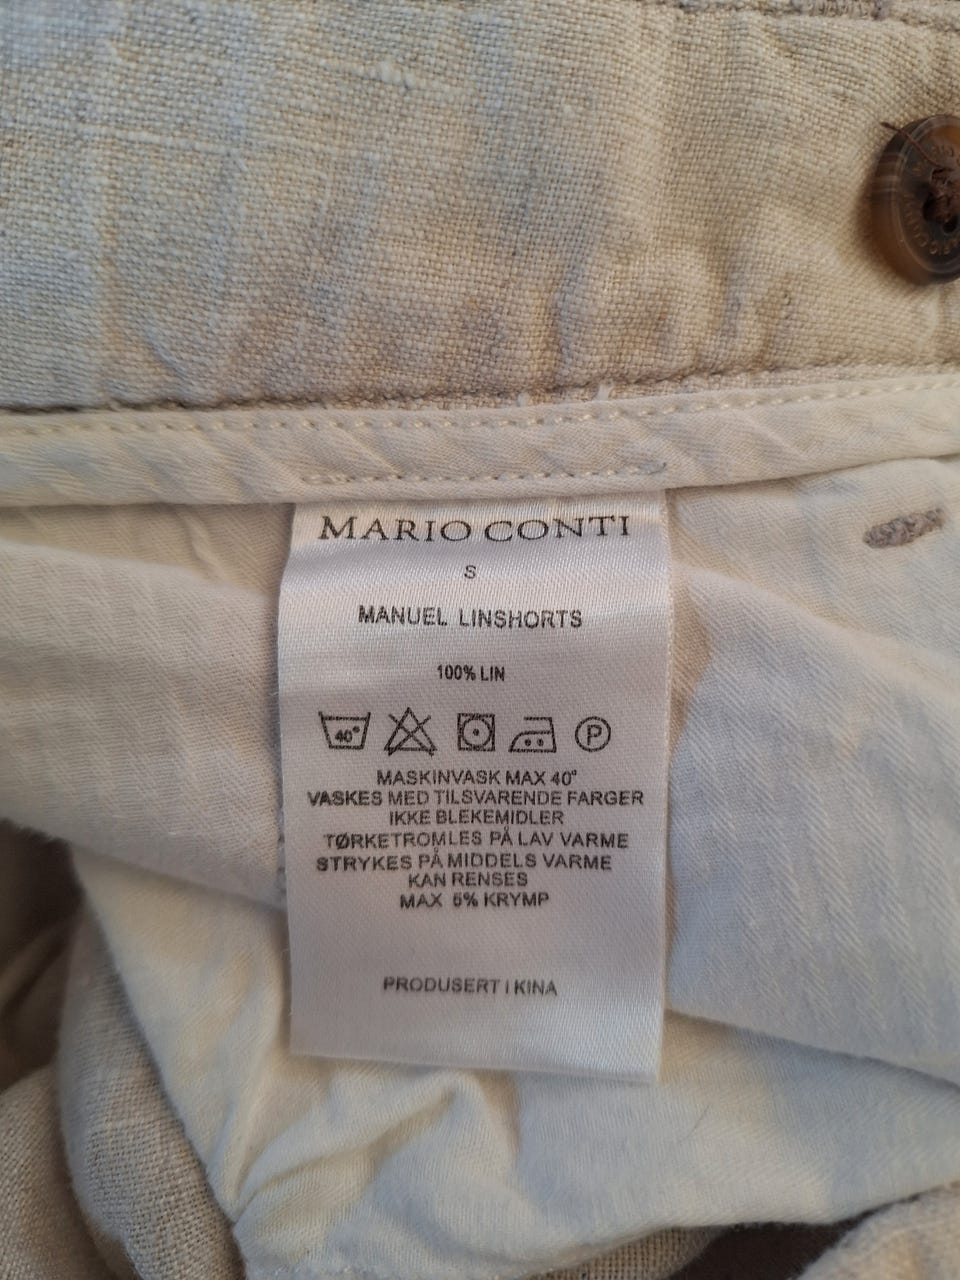 MARIO CONTI
S
MANUEL LINSHORTS
100% LIN
40°
P
MASKINVASK MAX 40°
VASKES MED TILSVARENDE FARGER
IKKE BLEKEMIDLER
TØRKETROMLES PÅ LAV VARME
STRYKES PÅ MIDDELS VARME
KAN RENSES
MAX 5% KRYMP
PRODUSERT I KINA